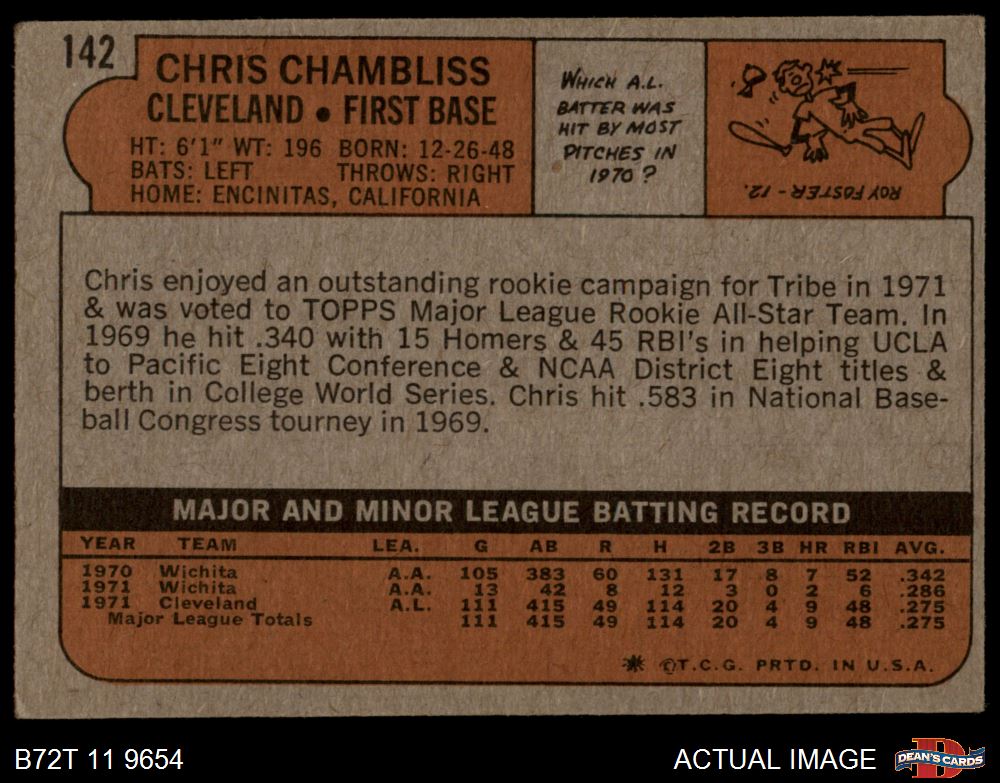 142
CHRIS CHAMBLISS
CLEVELAND • FIRST BASE
HT: 6'1" WT: 196 BORN: 12-26-48
BATS: LEFT THROWS: RIGHT
HOME: ENCINITAS, CALIFORNIA
WHICH A.L.
BATTER WAS
HIT BY MOST
PITCHES IN
1970?
ROY FOSTER - 12.
Chris enjoyed an outstanding rookie campaign for Tribe in 1971
& was voted to TOPPS Major League Rookie All-Star Team. In
1969 he hit .340 with 15 Homers & 45 RBI's in helping UCLA
to Pacific Eight Conference & NCAA District Eight titles &
berth in College World Series. Chris hit .583 in National Base-
ball Congress tourney in 1969.
MAJOR AND MINOR LEAGUE BATTING RECORD
YEAR TEAM LEA. G AB R H 2B 3B HR RBI AVG.
1970 Wichita A.A. 105 383 60 131 17 8 7 52 .342
1971 Wichita A.A. 13 42 8 12 3 0 2 6 .286
1971 Cleveland A.L. 111 415 49 114 20 4 9 48 .275
Major League Totals 111 415 49 114 20 4 9 48 .275
* ©T.C.G. PRTD. IN U.S.A.
B72T 11 9654
ACTUAL IMAGE
D
DEAN'S CARDS